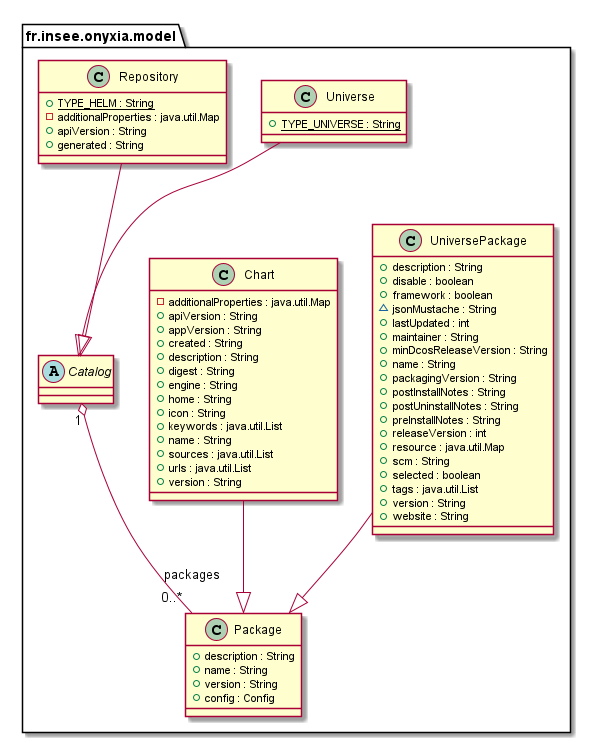 fr.insee.onyxia.model
C Repository
TYPE_HELM : String
additionalProperties : java.util.Map
apiVersion : String
generated : String
C Universe
TYPE_UNIVERSE : String
C UniversePackage
description : String
disable : boolean
framework : boolean
jsonMustache : String
lastUpdated : int
maintainer : String
minDcosReleaseVersion : String
name : String
packagingVersion : String
postInstallNotes : String
postUninstallNotes : String
preInstallNotes : String
releaseVersion : int
resource : java.util.Map
scm : String
selected : boolean
tags : java.util.List
version : String
website : String
C Chart
additionalProperties : java.util.Map
apiVersion : String
appVersion : String
created : String
description : String
digest : String
engine : String
home : String
icon : String
keywords : java.util.List
name : String
sources : java.util.List
urls : java.util.List
version : String
A Catalog
1
packages
0..*
C Package
description : String
name : String
version : String
config : Config